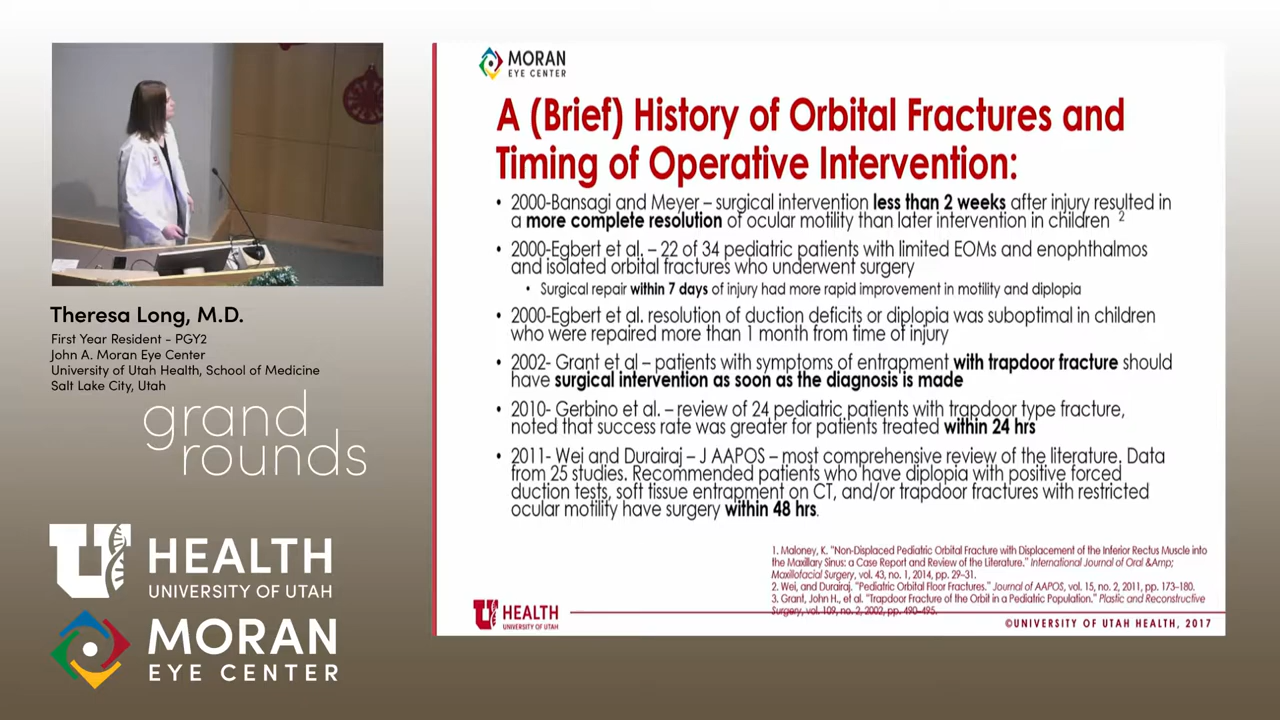 MORAN
EYE CENTER
A (Brief) History of Orbital Fractures and
Timing of Operative Intervention:
• 2000-Bansagi and Meyer – surgical intervention less than 2 weeks after injury resulted in
a more complete resolution of ocular motility than later intervention in children 2
• 2000-Egbert et al. – 22 of 34 pediatric patients with limited EOMs and enophthalmos
and isolated orbital fractures who underwent surgery
• Surgical repair within 7 days of injury had more rapid improvement in motility and diplopia
• 2000-Egbert et al. resolution of duction deficits or diplopia was suboptimal in children
who were repaired more than 1 month from time of injury
• 2002- Grant et al – patients with symptoms of entrapment with trapdoor fracture should
have surgical intervention as soon as the diagnosis is made
• 2010- Gerbino et al. – review of 24 pediatric patients with trapdoor type fracture,
noted that success rate was greater for patients treated within 24 hrs
• 2011- Wei and Durairaj – J AAPOS – most comprehensive review of the literature. Data
from 25 studies. Recommended patients who have diplopia with positive forced
duction tests, soft tissue entrapment on CT, and/or trapdoor fractures with restricted
ocular motility have surgery within 48 hrs.
1. Maloney, K. "Non-Displaced Pediatric Orbital Fracture with Displacement of the Inferior Rectus Muscle into
the Maxillary Sinus: a Case Report and Review of the Literature." International Journal of Oral &Amp;
Maxillofacial Surgery, vol. 43, no. 1, 2014, pp. 29–31.
2. Wei, and Durairaj. "Pediatric Orbital Floor Fractures." Journal of AAPOS, vol. 15, no. 2, 2011, pp. 173–180.
3. Grant, John H., et al. "Trapdoor Fracture of the Orbit in a Pediatric Population." Plastic and Reconstructive
Surgery, vol. 109, no. 2, 2002, pp. 490–495.
U HEALTH
UNIVERSITY OF UTAH
©UNIVERSITY OF UTAH HEALTH, 2017
Theresa Long, M.D.
First Year Resident - PGY2
John A. Moran Eye Center
University of Utah Health, School of Medicine
Salt Lake City, Utah
grand
rounds
U HEALTH
UNIVERSITY OF UTAH
MORAN
EYE CENTER